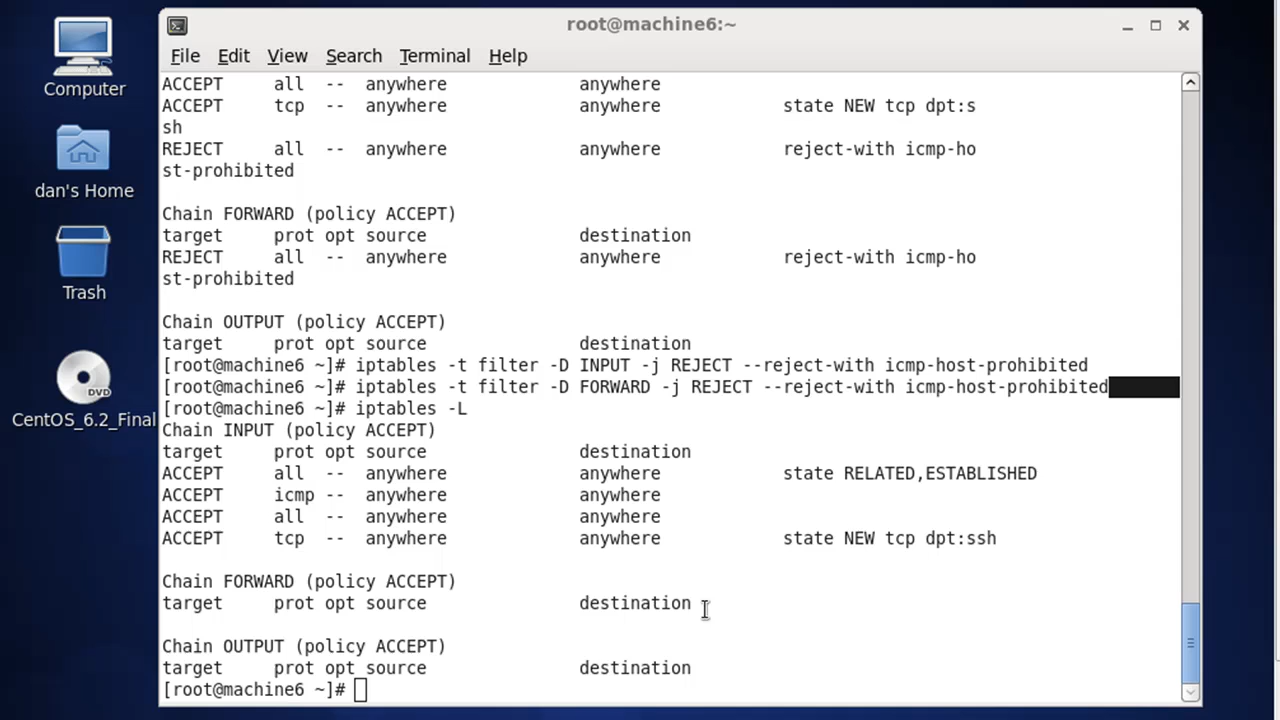 root@machine6:~
File Edit View Search Terminal Help
Computer
dan's Home
Trash
DVD
CentOS_6.2_Final
ACCEPT     all  --  anywhere             anywhere
ACCEPT     tcp  --  anywhere             anywhere            state NEW tcp dpt:s
sh
REJECT     all  --  anywhere             anywhere            reject-with icmp-ho
st-prohibited
Chain FORWARD (policy ACCEPT)
target     prot opt source               destination
REJECT     all  --  anywhere             anywhere            reject-with icmp-ho
st-prohibited
Chain OUTPUT (policy ACCEPT)
target     prot opt source               destination
[root@machine6 ~]# iptables -t filter -D INPUT -j REJECT --reject-with icmp-host-prohibited
[root@machine6 ~]# iptables -t filter -D FORWARD -j REJECT --reject-with icmp-host-prohibited
[root@machine6 ~]# iptables -L
Chain INPUT (policy ACCEPT)
target     prot opt source               destination
ACCEPT     all  --  anywhere             anywhere            state RELATED,ESTABLISHED
ACCEPT     icmp --  anywhere             anywhere
ACCEPT     all  --  anywhere             anywhere
ACCEPT     tcp  --  anywhere             anywhere            state NEW tcp dpt:ssh
Chain FORWARD (policy ACCEPT)
target     prot opt source               destination
Chain OUTPUT (policy ACCEPT)
target     prot opt source               destination
[root@machine6 ~]#